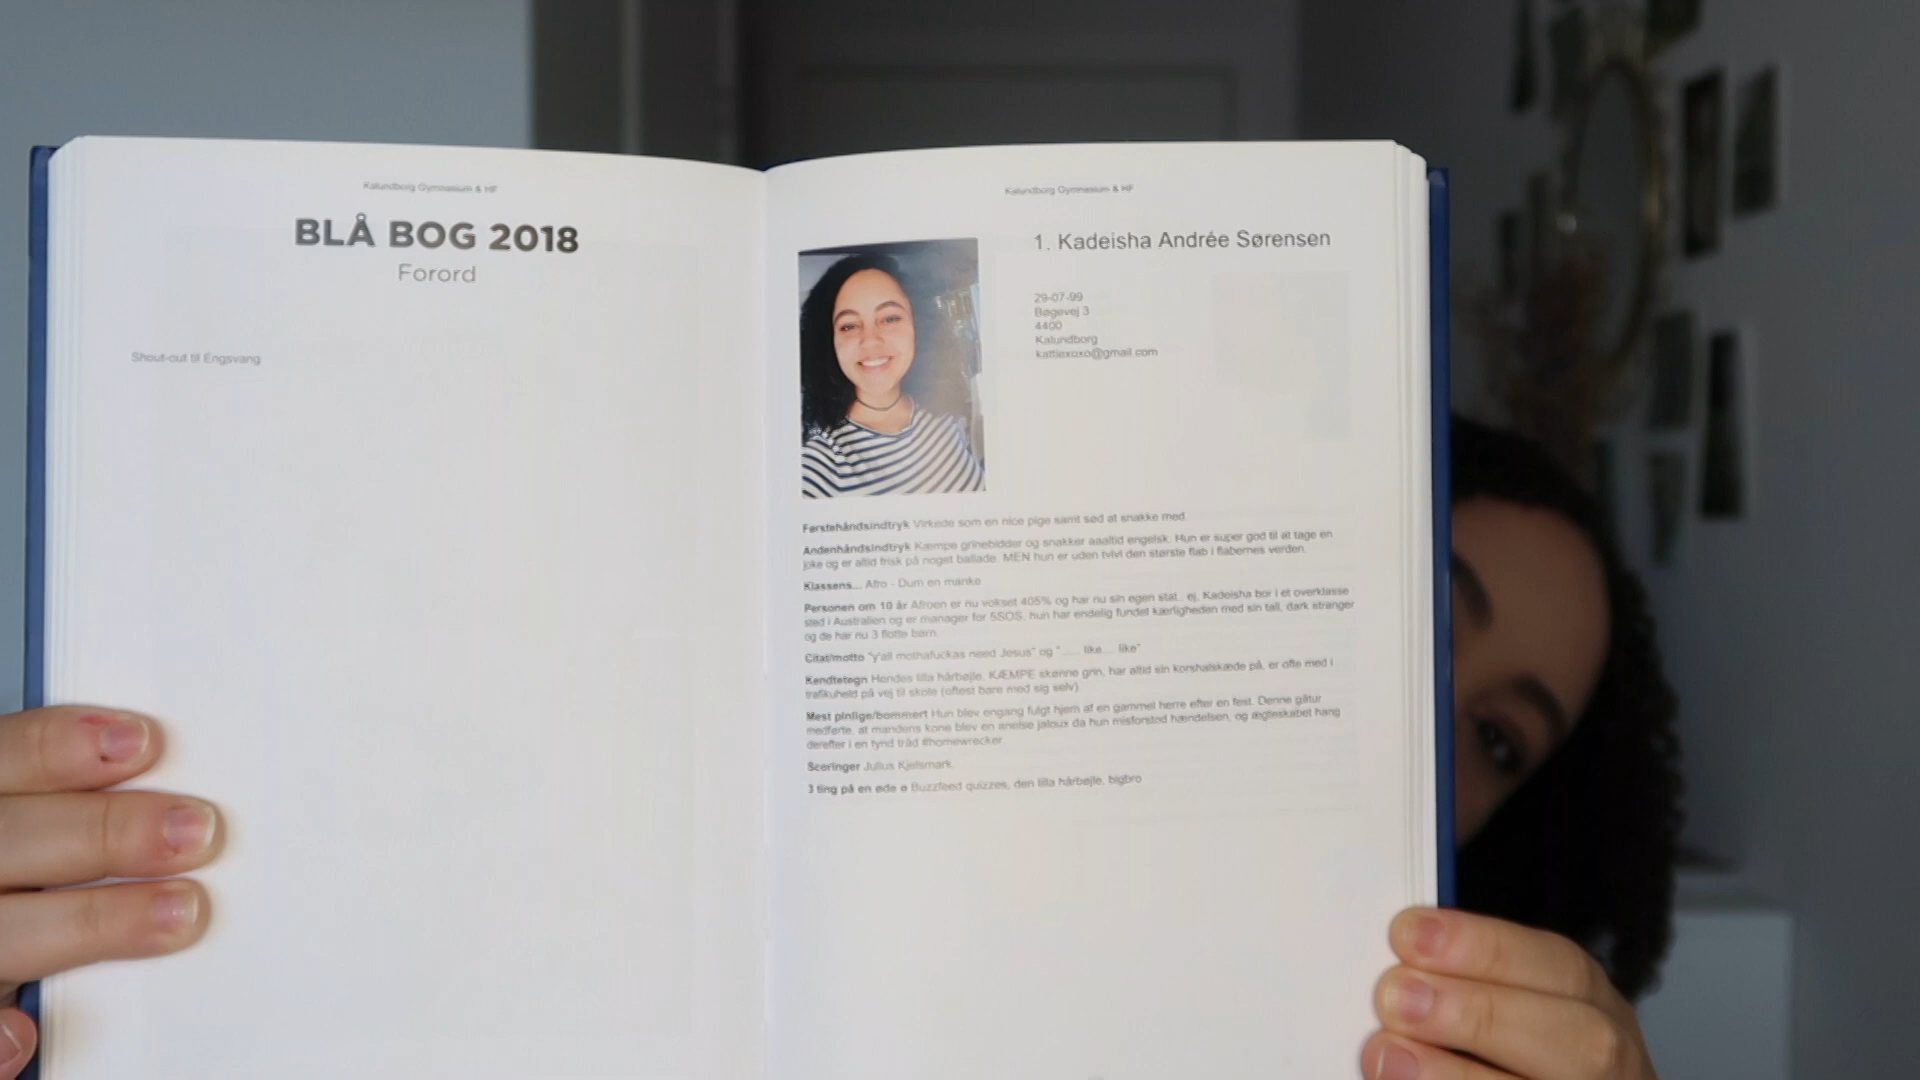 Kalundborg Gymnasium & HF
BLÅ BOG 2018
Forord
Shout-out til Engsvang
Kalundborg Gymnasium & HF
1. Kadeisha Andrée Sørensen
29-07-99
Bøgevej 3
4400
Kalundborg
kattiexoxo@gmail.com
Førstehåndsindtryk Virkede som en nice pige samt sød at snakke med.
Andenhåndsindtryk Kæmpe grinebidder og snakker aaaltid engelsk. Hun er super god til at tage en
joke og er altid frisk på noget ballade. MEN hun er uden tvivl den største flab i flabernes verden.
Klassens... Afro - Dum en manke
Personen om 10 år Afroen er nu vokset 405% og har nu sin egen stat.. ej. Kadeisha bor i et overklasse
sted i Australien og er manager for 5SOS, hun har endelig fundet kærligheden med sin tall, dark stranger
og de har nu 3 flotte børn.
Citat/motto "y'all mothafuckas need Jesus" og "..... like.... like"
Kendetegn Hendes lilla hårbøjle, KÆMPE skønne grin, har altid sin korshalskæde på, er ofte med i
trafikuheld på vej til skole (oftest bare med sig selv)
Mest pinlige/bommert Hun blev engang fulgt hjem af en gammel herre efter en fest. Denne gåtur
medførte, at mandens kone blev en anelse jaloux da hun misforstod hændelsen, og ægteskabet hang
derefter i en tynd tråd #homewrecker
Scoringer Julius Kjelsmark,
3 ting på en øde ø Buzzfeed quizzes, den lilla hårbøjle, bigbro